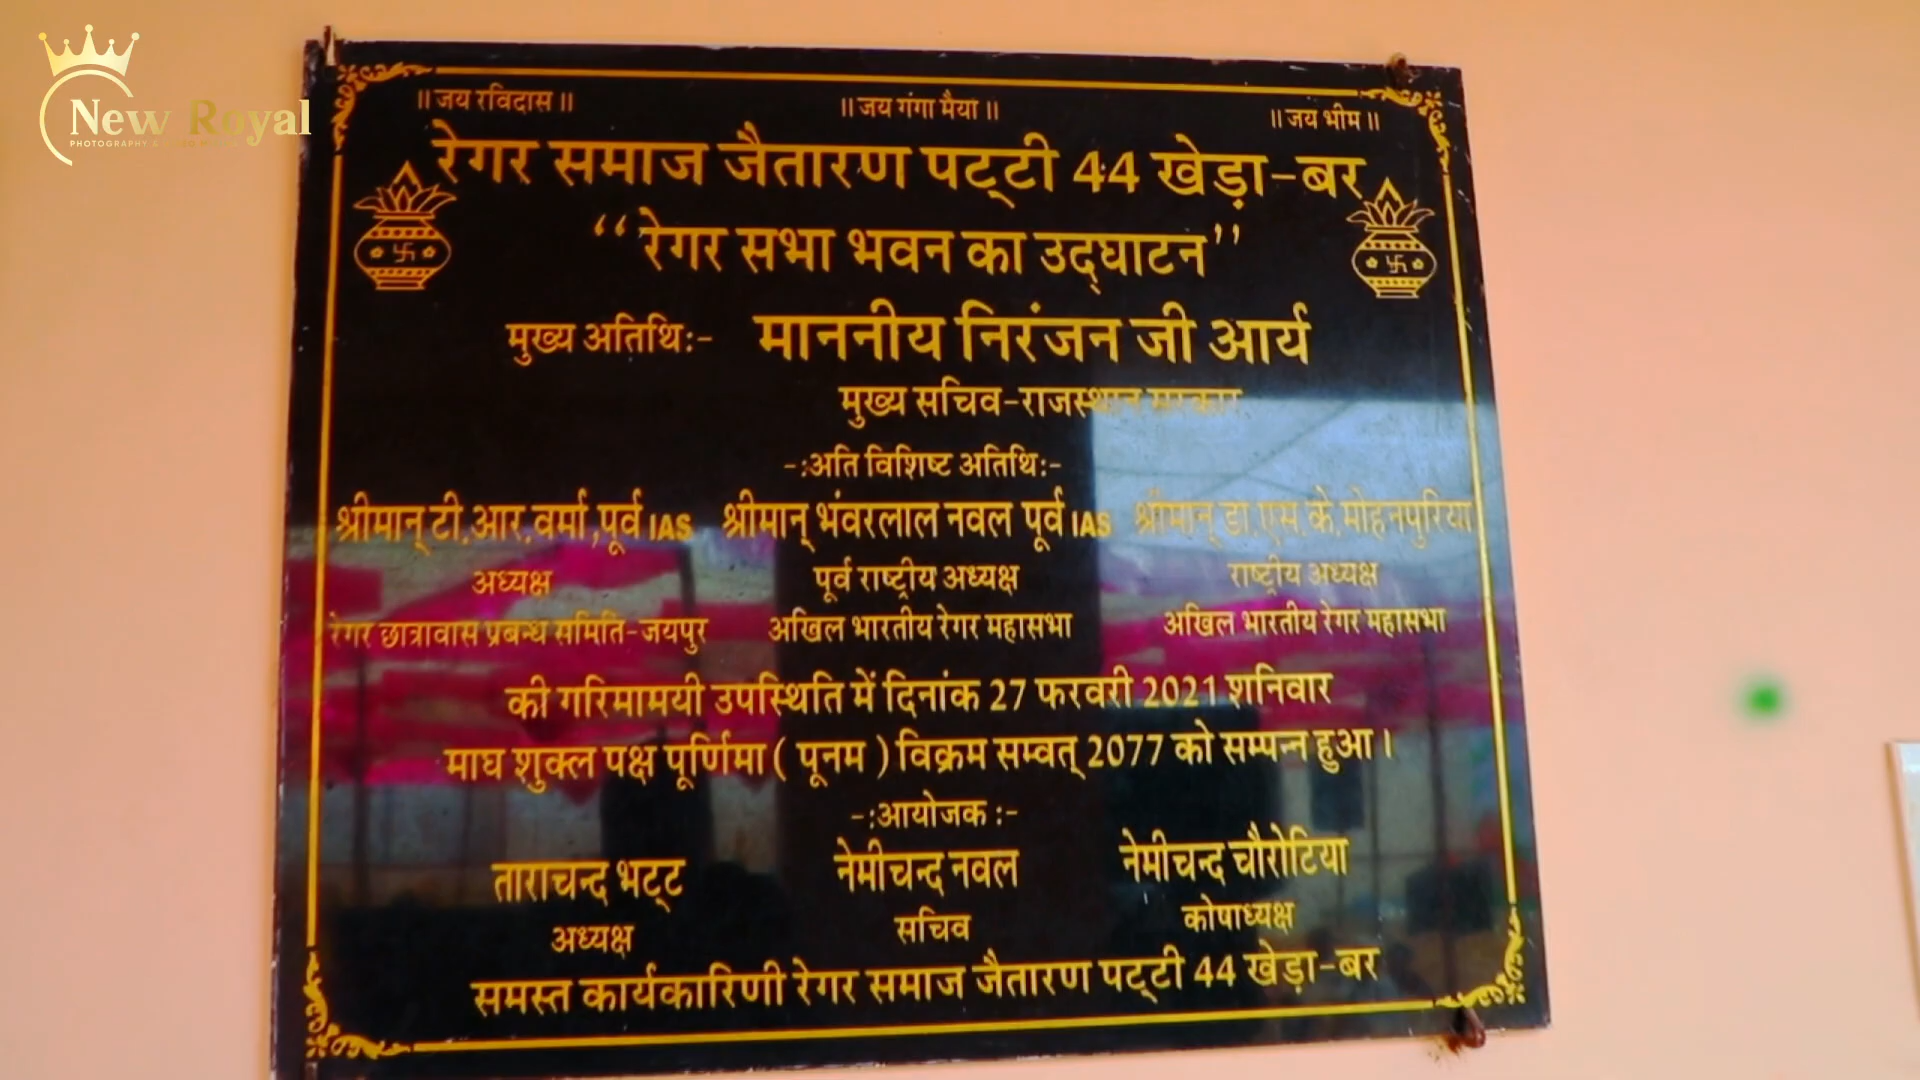 New Royal
॥ जय रविदास ॥ ॥ जय गंगा मैया ॥ ॥ जय भीम ॥
रेगर समाज जैतारण पट्टी 44 खेड़ा-बर
“रेगर सभा भवन का उद्घाटन”
मुख्य अतिथि:- माननीय निरंजन जी आर्य
मुख्य सचिव-राजस्थान सरकार
-:अति विशिष्ट अतिथि:-
श्रीमान् टी.आर.वर्मा,पूर्व IAS श्रीमान् भंवरलाल नवल पूर्व IAS श्रीमान् डा.एस.के.मोहनपुरिया
अध्यक्ष पूर्व राष्ट्रीय अध्यक्ष राष्ट्रीय अध्यक्ष
रेगर छात्रावास प्रबन्ध समिति-जयपुर अखिल भारतीय रेगर महासभा अखिल भारतीय रेगर महासभा
की गरिमामयी उपस्थिति में दिनांक 27 फरवरी 2021 शनिवार
माघ शुक्ल पक्ष पूर्णिमा ( पूनम ) विक्रम सम्वत् 2077 को सम्पन्न हुआ ।
-:आयोजक :-
ताराचन्द भट्ट नेमीचन्द नवल नेमीचन्द चौरोटिया
अध्यक्ष सचिव कोषाध्यक्ष
समस्त कार्यकारिणी रेगर समाज जैतारण पट्टी 44 खेड़ा-बर